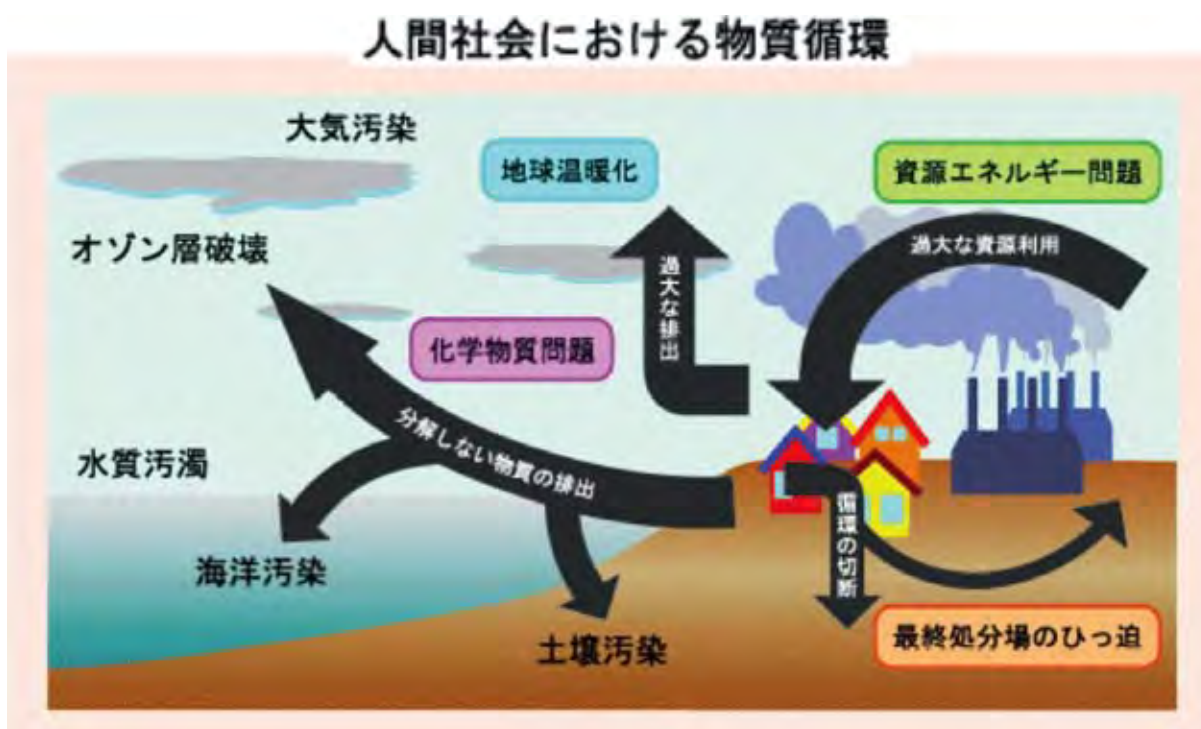 人間社会における物質循環
大気汚染
地球温暖化
資源エネルギー問題
オゾン層破壊
過大な資源利用
過大な排出
化学物質問題
分解しない物質の排出
水質汚濁
循環の切断
海洋汚染
土壌汚染
最終処分場のひっ迫